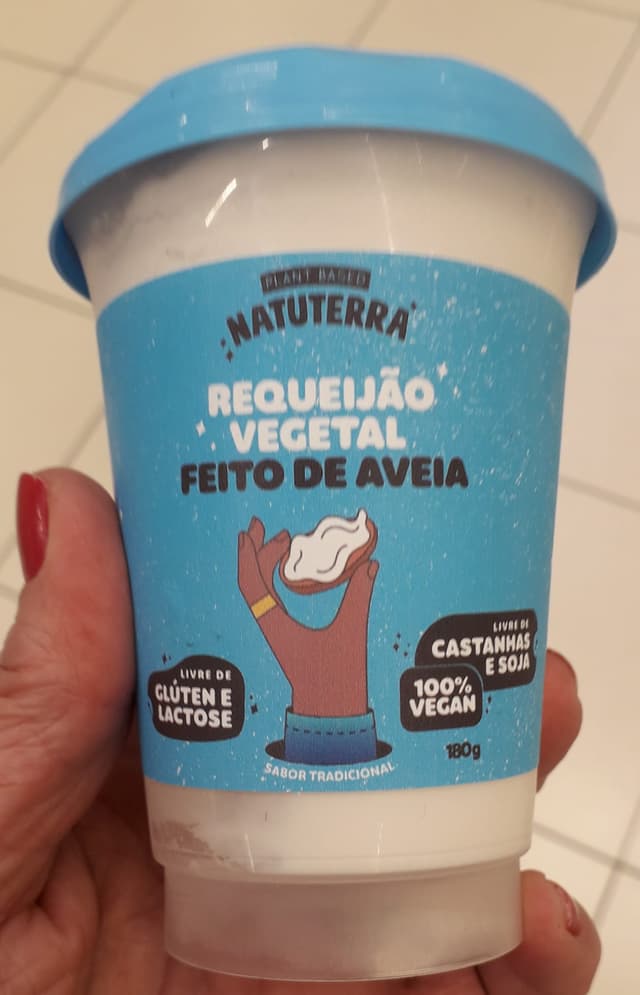 PLANT BASED
NATUTERRA
REQUEIJÃO
VEGETAL
FEITO DE AVEIA
LIVRE DE
CASTANHAS
E SOJA
LIVRE DE
GLÚTEN E
LACTOSE
100%
VEGAN
180g
SABOR TRADICIONAL